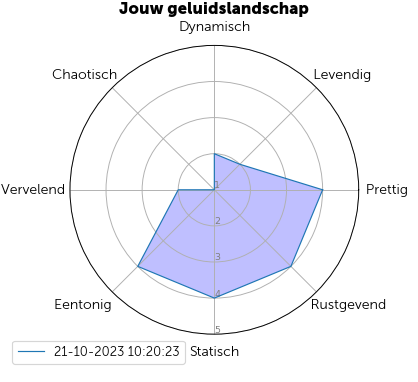 Jouw geluidslandschap
Dynamisch
Chaotisch
Levendig
Vervelend
1
Prettig
2
3
4
Eentonig
Rustgevend
5
21-10-2023 10:20:23
Statisch